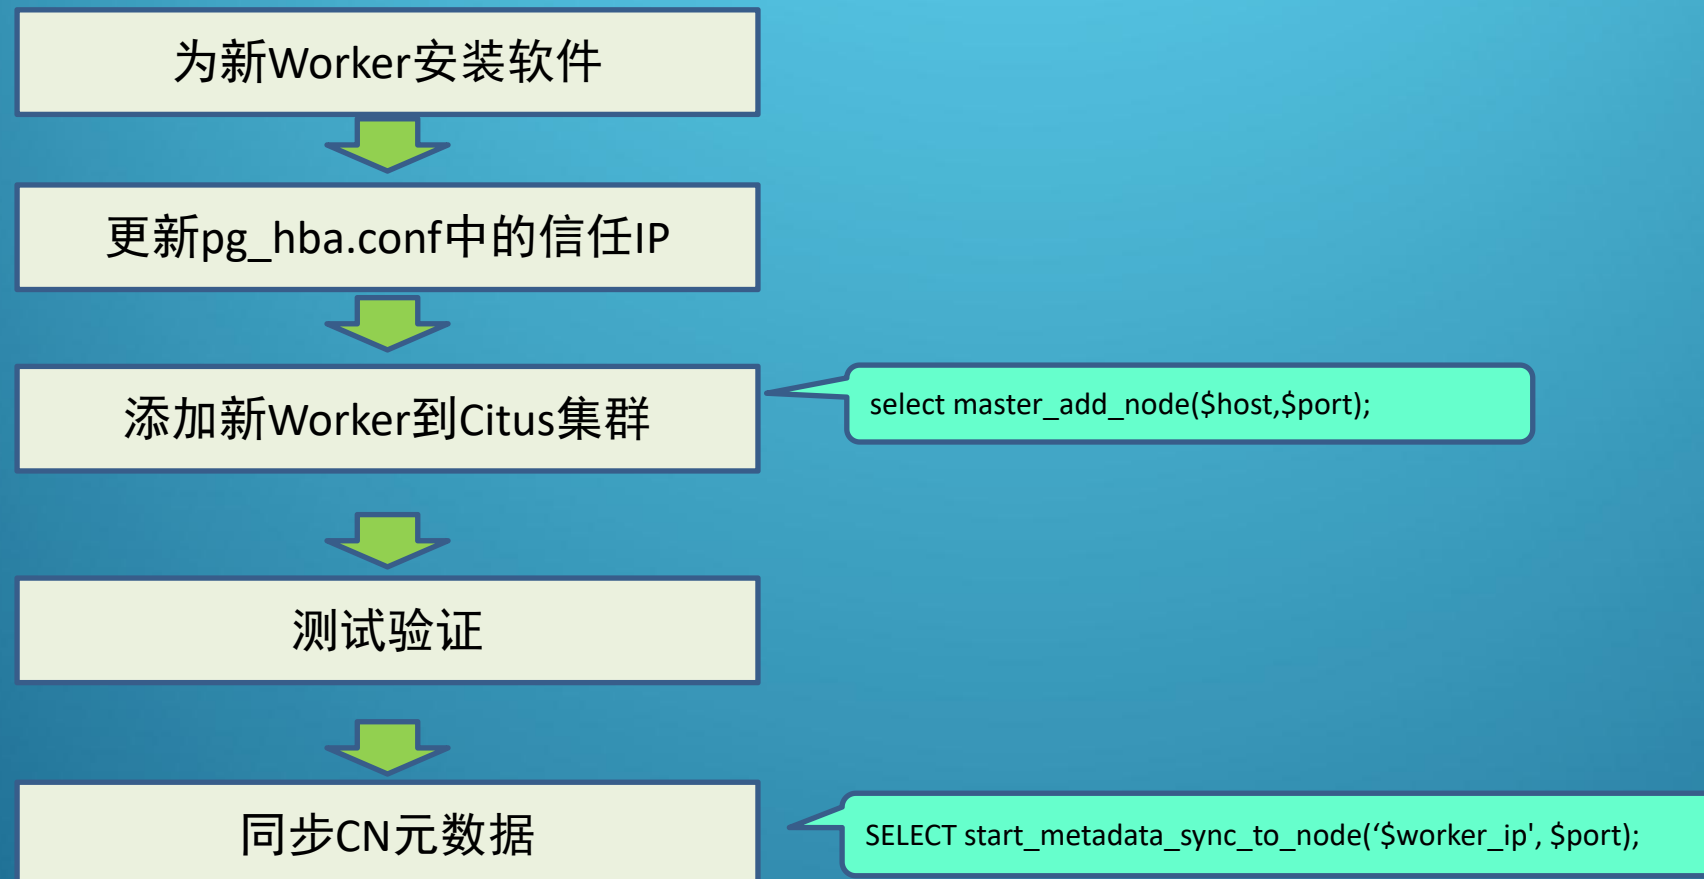 为新Worker安装软件
更新pg_hba.conf中的信任IP
添加新Worker到Citus集群
select master_add_node($host,$port);
测试验证
同步CN元数据
SELECT start_metadata_sync_to_node(‘$worker_ip', $port);